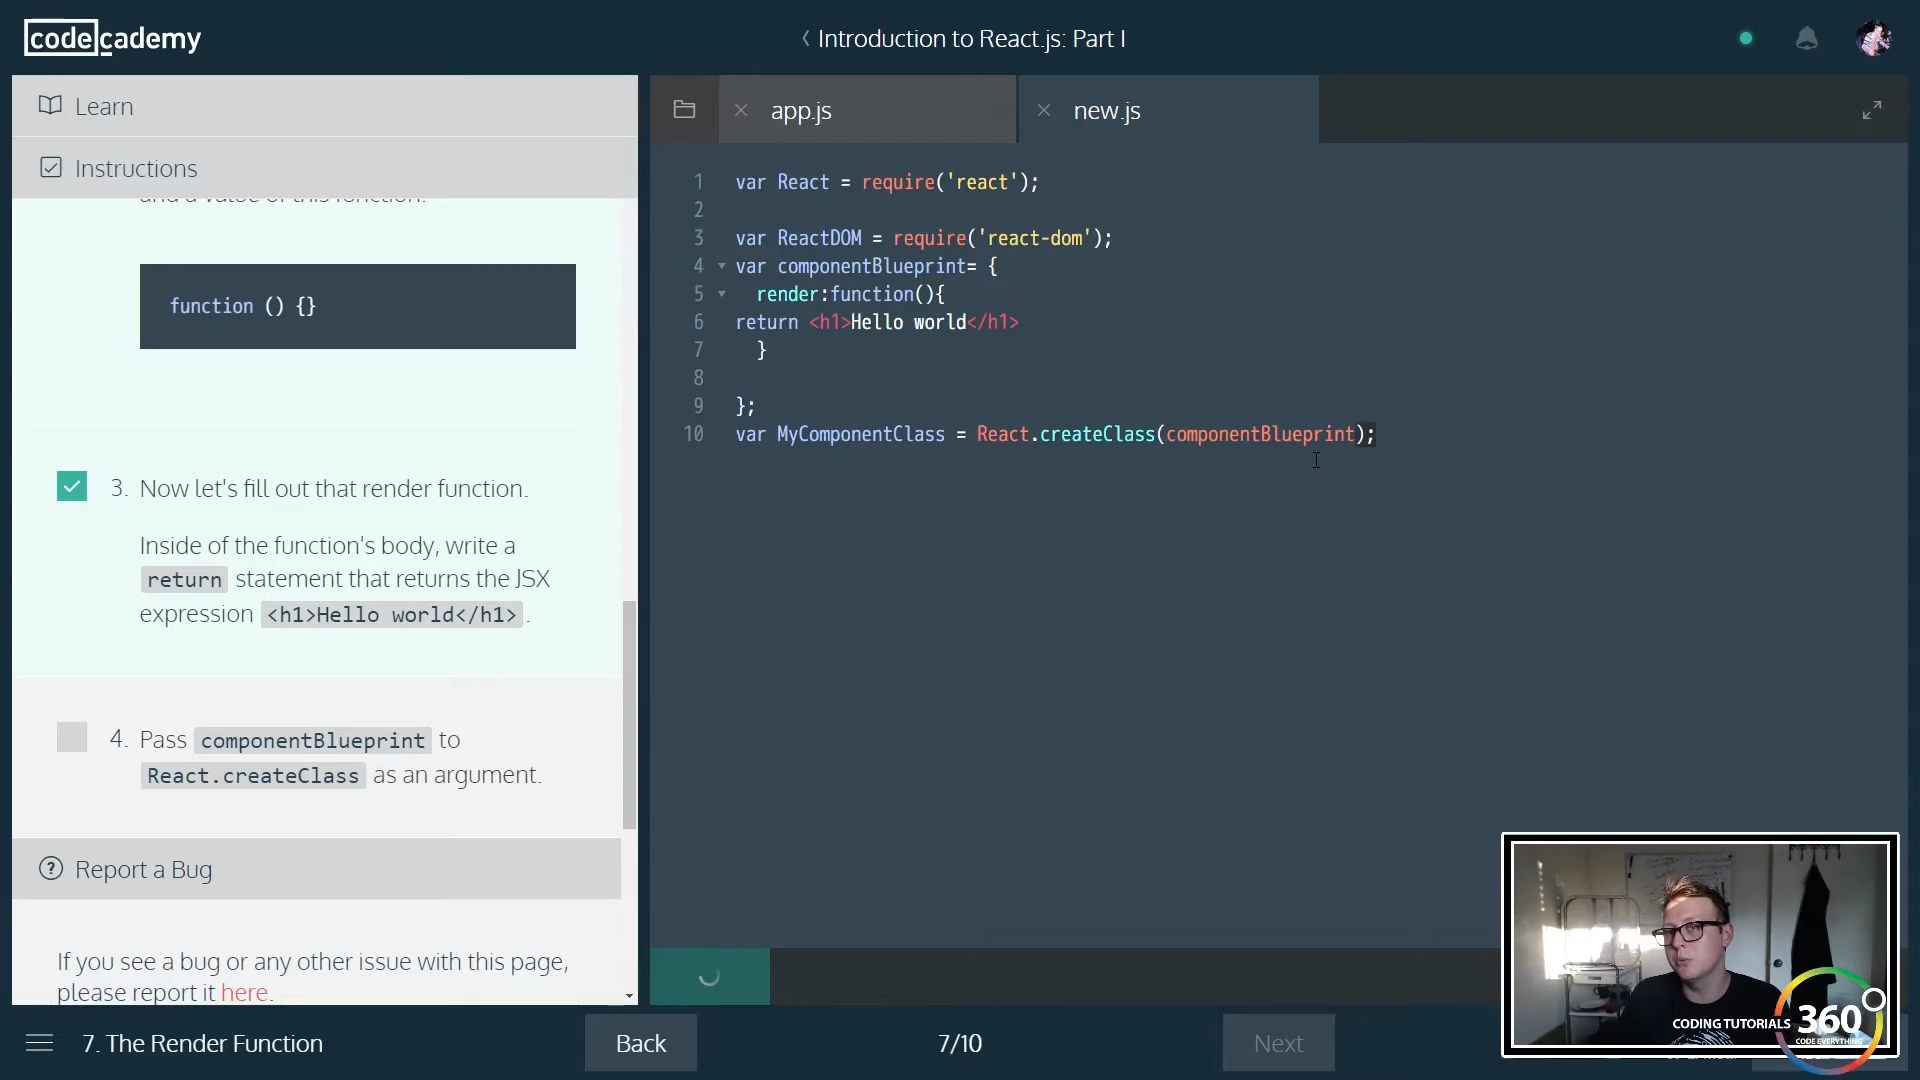 codecademy
Introduction to React.js: Part I
Learn
Instructions
and a value of this function.
function () {}
3. Now let's fill out that render function.
Inside of the function's body, write a
return statement that returns the JSX
expression <h1>Hello world</h1>.
4. Pass componentBlueprint to
React.createClass as an argument.
Report a Bug
If you see a bug or any other issue with this page,
please report it here.
app.js
new.js
1 var React = require('react');
2
3 var ReactDOM = require('react-dom');
4 var componentBlueprint= {
5 render:function(){
6 return <h1>Hello world</h1>
7 }
8
9 };
10 var MyComponentClass = React.createClass(componentBlueprint);
CODING TUTORIALS 360
CODE EVERYTHING
7. The Render Function
Back
7/10
Next